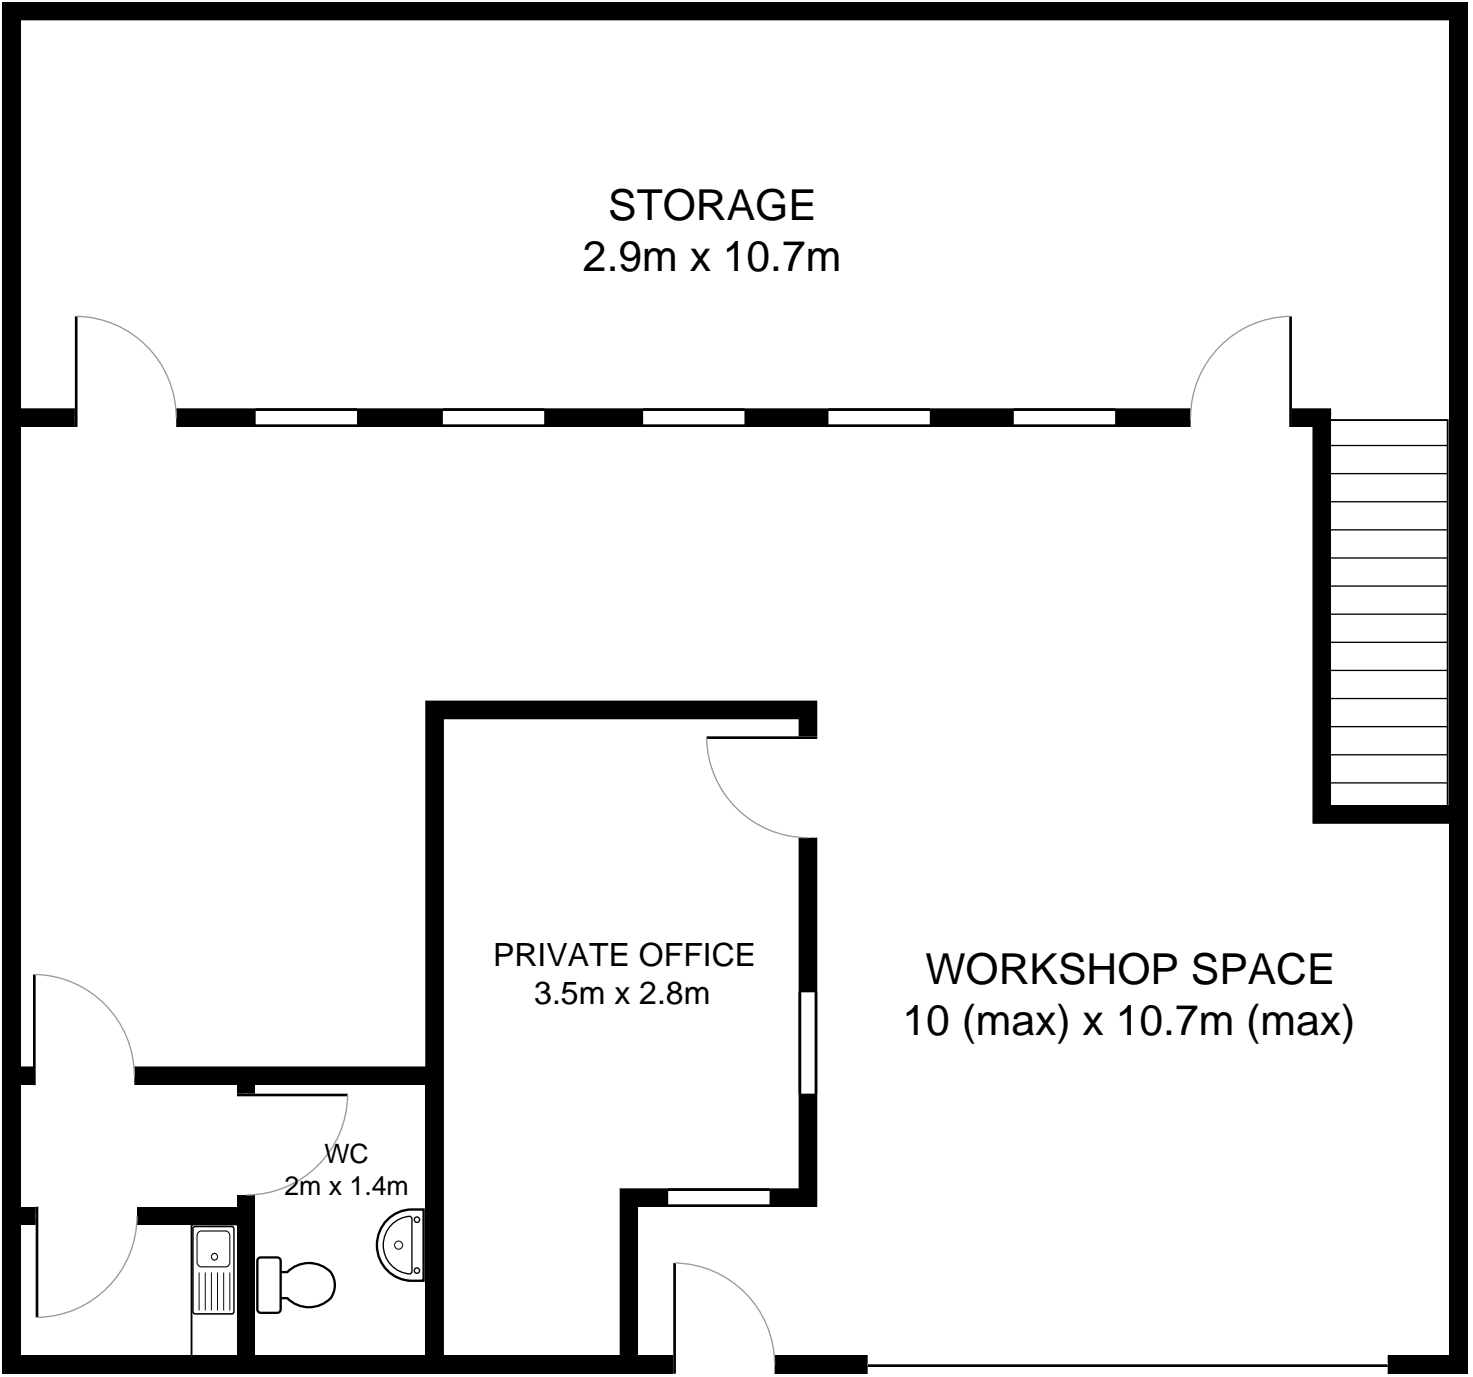 STORAGE
2.9m x 10.7m
PRIVATE OFFICE
3.5m x 2.8m
WORKSHOP SPACE
10 (max) x 10.7m (max)
WC
2m x 1.4m